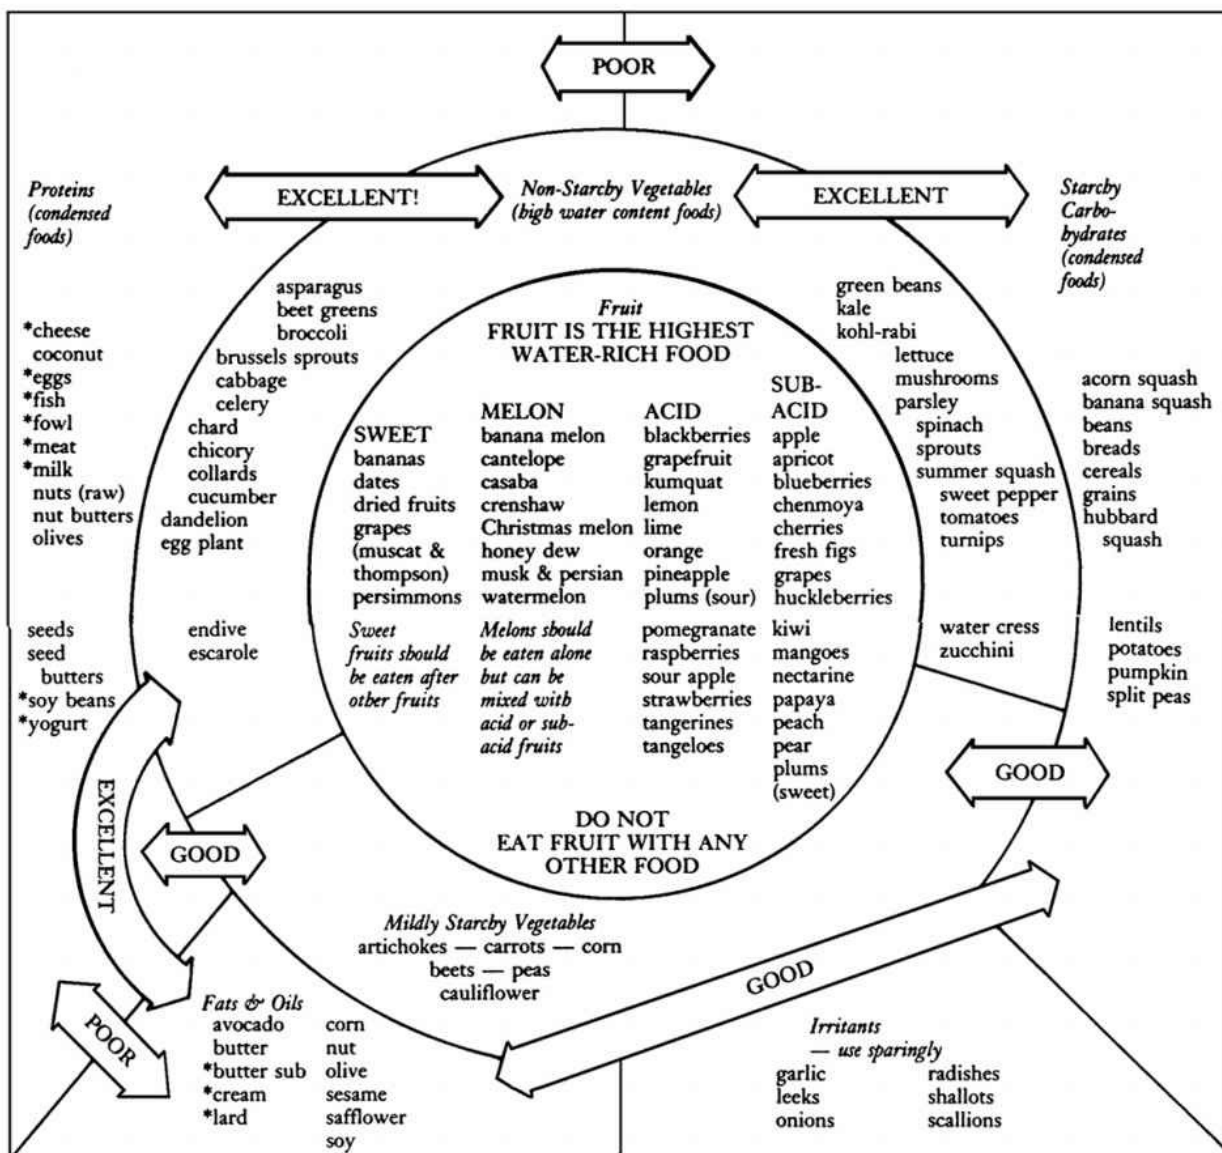 POOR
Proteins
(condensed
foods)
EXCELLENT!
Non-Starchy Vegetables
(high water content foods)
EXCELLENT
Starchy
Carbo-
hydrates
(condensed
foods)
*cheese
coconut
*eggs
*fish
*fowl
*meat
*milk
nuts (raw)
nut butters
olives
seeds
seed
butters
*soy beans
*yogurt
asparagus
beet greens
broccoli
brussels sprouts
cabbage
celery
chard
chicory
collards
cucumber
dandelion
egg plant
endive
escarole
Fruit
FRUIT IS THE HIGHEST
WATER-RICH FOOD
SWEET
bananas
dates
dried fruits
grapes
(muscat &
thompson)
persimmons
Sweet
fruits should
be eaten after
other fruits
MELON
banana melon
cantelope
casaba
crenshaw
Christmas melon
honey dew
musk & persian
watermelon
Melons should
be eaten alone
but can be
mixed with
acid or sub-
acid fruits
ACID
blackberries
grapefruit
kumquat
lemon
lime
orange
pineapple
plums (sour)
pomegranate
raspberries
sour apple
strawberries
tangerines
tangeloes
SUB-
ACID
apple
apricot
blueberries
chenmoya
cherries
fresh figs
grapes
huckleberries
kiwi
mangoes
nectarine
papaya
peach
pear
plums
(sweet)
DO NOT
EAT FRUIT WITH ANY
OTHER FOOD
green beans
kale
kohl-rabi
lettuce
mushrooms
parsley
spinach
sprouts
summer squash
sweet pepper
tomatoes
turnips
water cress
zucchini
acorn squash
banana squash
beans
breads
cereals
grains
hubbard
squash
lentils
potatoes
pumpkin
split peas
EXCELLENT
GOOD
GOOD
Mildly Starchy Vegetables
artichokes — carrots — corn
beets — peas
cauliflower
GOOD
POOR
Fats & Oils
avocado
butter
*butter sub
*cream
*lard
corn
nut
olive
sesame
safflower
soy
Irritants
— use sparingly
garlic
leeks
onions
radishes
shallots
scallions